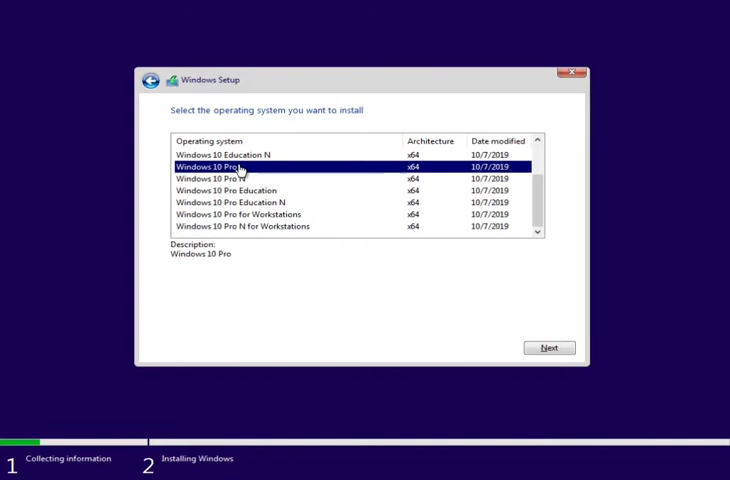 Windows Setup
Select the operating system you want to install
Operating system Architecture Date modified
Windows 10 Education N x64 10/7/2019
Windows 10 Pro x64 10/7/2019
Windows 10 Pro N x64 10/7/2019
Windows 10 Pro Education x64 10/7/2019
Windows 10 Pro Education N x64 10/7/2019
Windows 10 Pro for Workstations x64 10/7/2019
Windows 10 Pro N for Workstations x64 10/7/2019
Description:
Windows 10 Pro
Next
1 Collecting information 2 Installing Windows